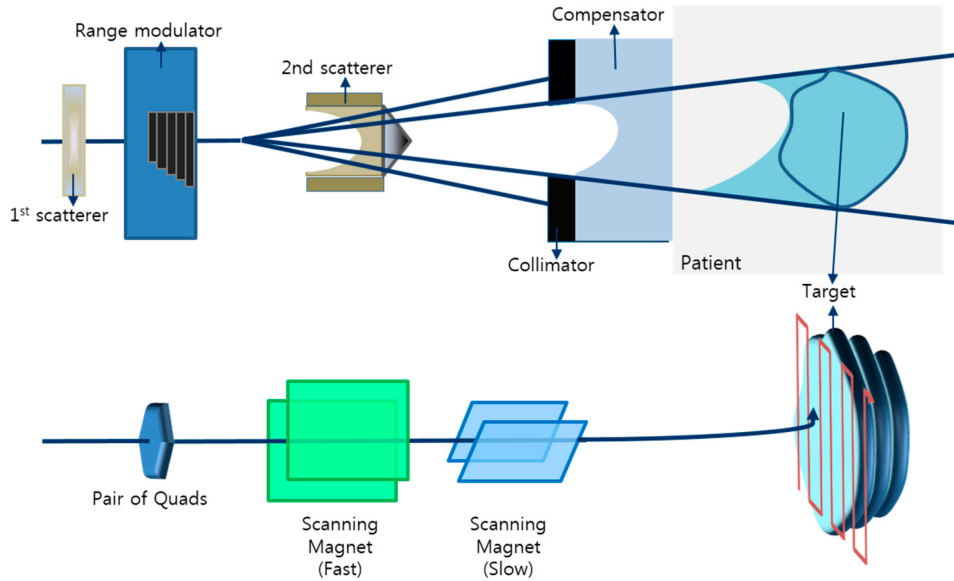 Compensator
Range modulator
2nd scatterer
1st scatterer
Collimator
Patient
Target
Pair of Quads
Scanning
Magnet
(Fast)
Scanning
Magnet
(Slow)